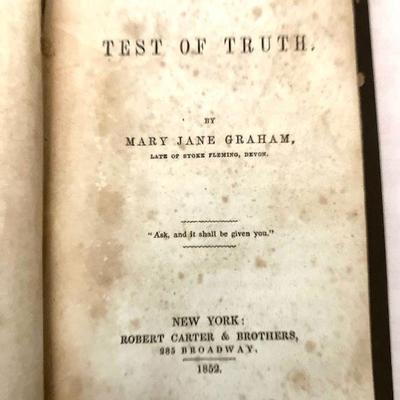 TEST OF TRUTH.
BY
MARY JANE GRAHAM,
LATE OF STOKE FLEMING, DEVON.
"Ask, and it shall be given you."
NEW YORK:
ROBERT CARTER & BROTHERS,
285 BROADWAY,
1852.